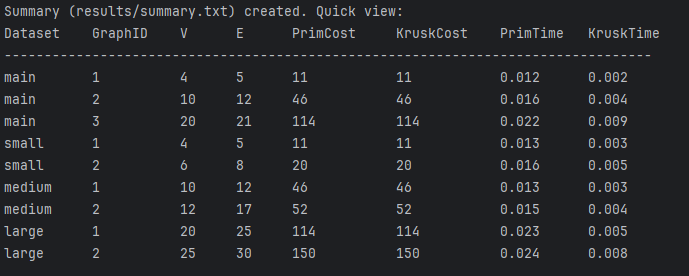 Summary (results/summary.txt) created. Quick view:
Dataset GraphID V E PrimCost KruskCost PrimTime KruskTime
---------------------------------------------------------------------------------
main 1 4 5 11 11 0.012 0.002
main 2 10 12 46 46 0.016 0.004
main 3 20 21 114 114 0.022 0.009
small 1 4 5 11 11 0.013 0.003
small 2 6 8 20 20 0.016 0.005
medium 1 10 12 46 46 0.013 0.003
medium 2 12 17 52 52 0.015 0.004
large 1 20 25 114 114 0.023 0.005
large 2 25 30 150 150 0.024 0.008